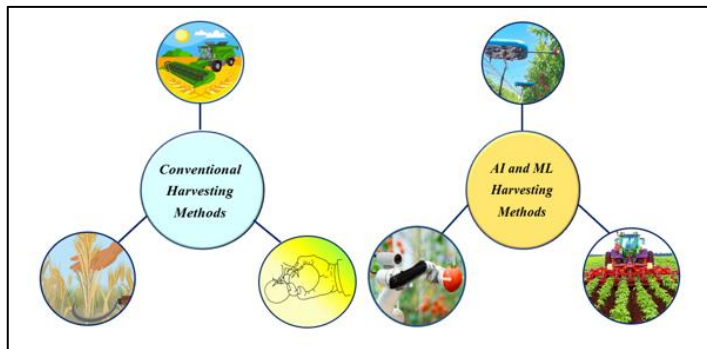 Conventional
Harvesting
Methods
AI and ML
Harvesting
Methods